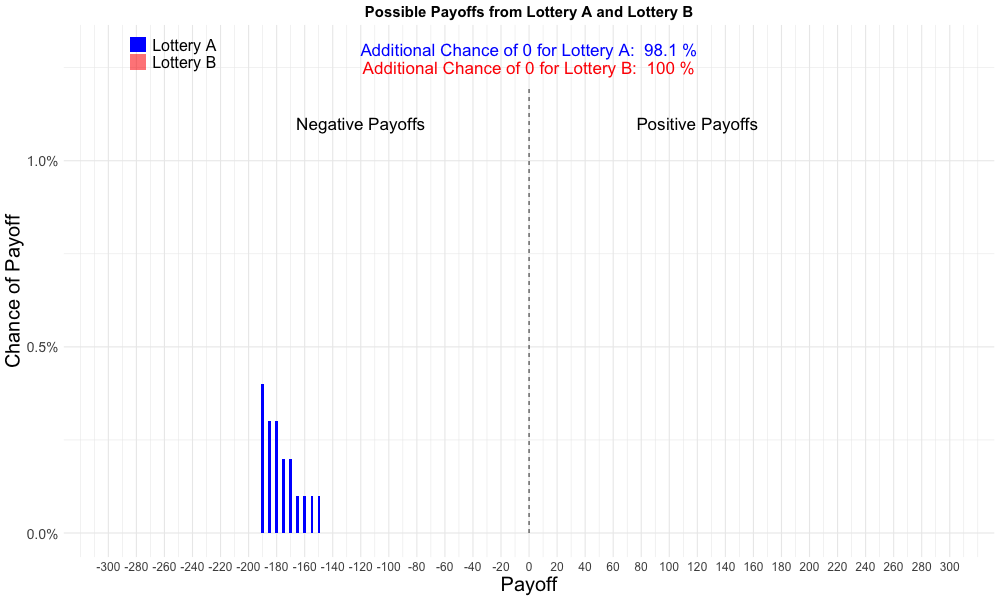 Possible Payoffs from Lottery A and Lottery B
Lottery A
Lottery B
Additional Chance of 0 for Lottery A:  98.1 %
Additional Chance of 0 for Lottery B:  100 %
Negative Payoffs
Positive Payoffs
Chance of Payoff
1.0%
0.5%
0.0%
-300 -280 -260 -240 -220 -200 -180 -160 -140 -120 -100 -80 -60 -40 -20 0 20 40 60 80 100 120 140 160 180 200 220 240 260 280 300
Payoff